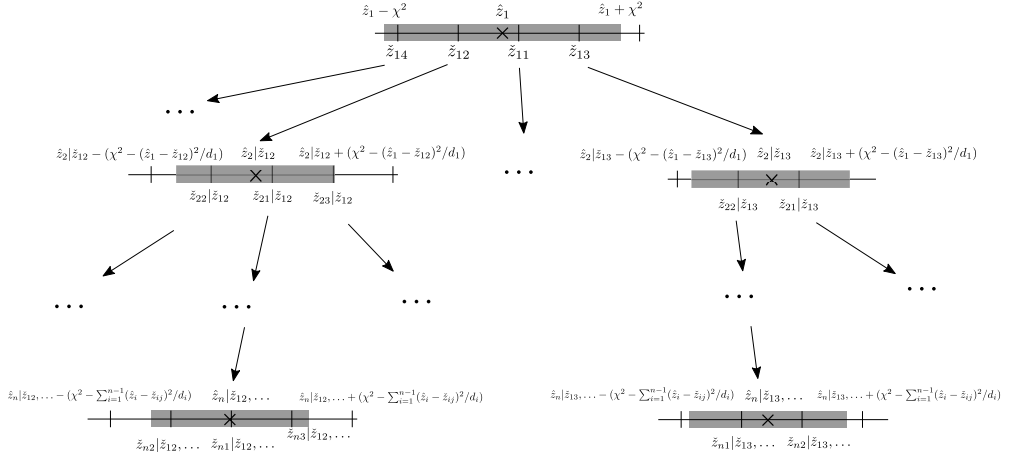 ẑ₁ − χ² ẑ₁ ẑ₁ + χ²
ž₁₄ ž₁₂ ž₁₁ ž₁₃
...
ẑ₂|ž₁₂ − (χ² − (ẑ₁ − ž₁₂)²/d₁) ẑ₂|ž₁₂ ẑ₂|ž₁₂ + (χ² − (ẑ₁ − ž₁₂)²/d₁) ẑ₂|ž₁₃ − (χ² − (ẑ₁ − ž₁₃)²/d₁) ẑ₂|ž₁₃ ẑ₂|ž₁₃ + (χ² − (ẑ₁ − ž₁₃)²/d₁)
...
ž₂₂|ž₁₂ ž₂₁|ž₁₂ ž₂₃|ž₁₂ ž₂₂|ž₁₃ ž₂₁|ž₁₃
... ... ... ... ...
ẑₙ|ž₁₂, … − (χ² − ∑ᵢ₌₁ⁿ⁻¹(ẑᵢ − žᵢⱼ)²/dᵢ) ẑₙ|ž₁₂, … ẑₙ|ž₁₂, … + (χ² − ∑ᵢ₌₁ⁿ⁻¹(ẑᵢ − žᵢⱼ)²/dᵢ) ẑₙ|ž₁₃, … − (χ² − ∑ᵢ₌₁ⁿ⁻¹(ẑᵢ − žᵢⱼ)²/dᵢ) ẑₙ|ž₁₃, … ẑₙ|ž₁₃, … + (χ² − ∑ᵢ₌₁ⁿ⁻¹(ẑᵢ − žᵢⱼ)²/dᵢ)
žₙ₂|ž₁₂, … žₙ₁|ž₁₂, … žₙ₃|ž₁₂, … žₙ₁|ž₁₃, … žₙ₂|ž₁₃, …